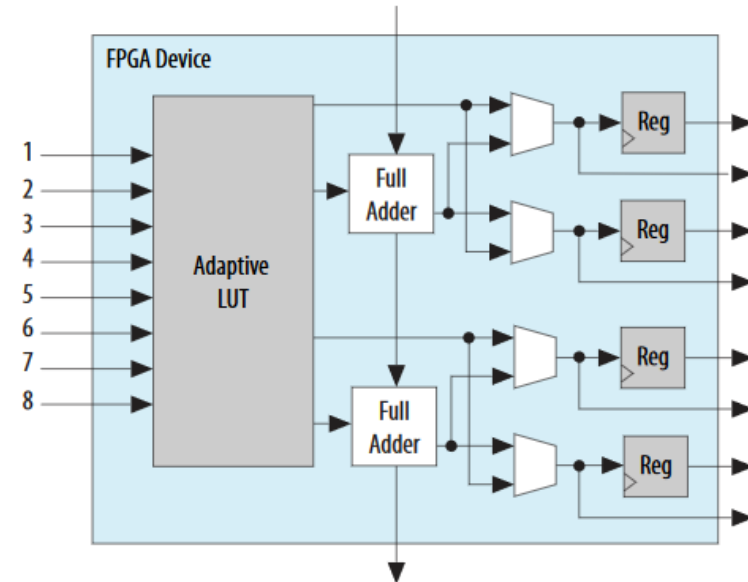 FPGA Device
1
2
3
4
5
6
7
8
Adaptive
LUT
Full
Adder
Full
Adder
Reg
Reg
Reg
Reg